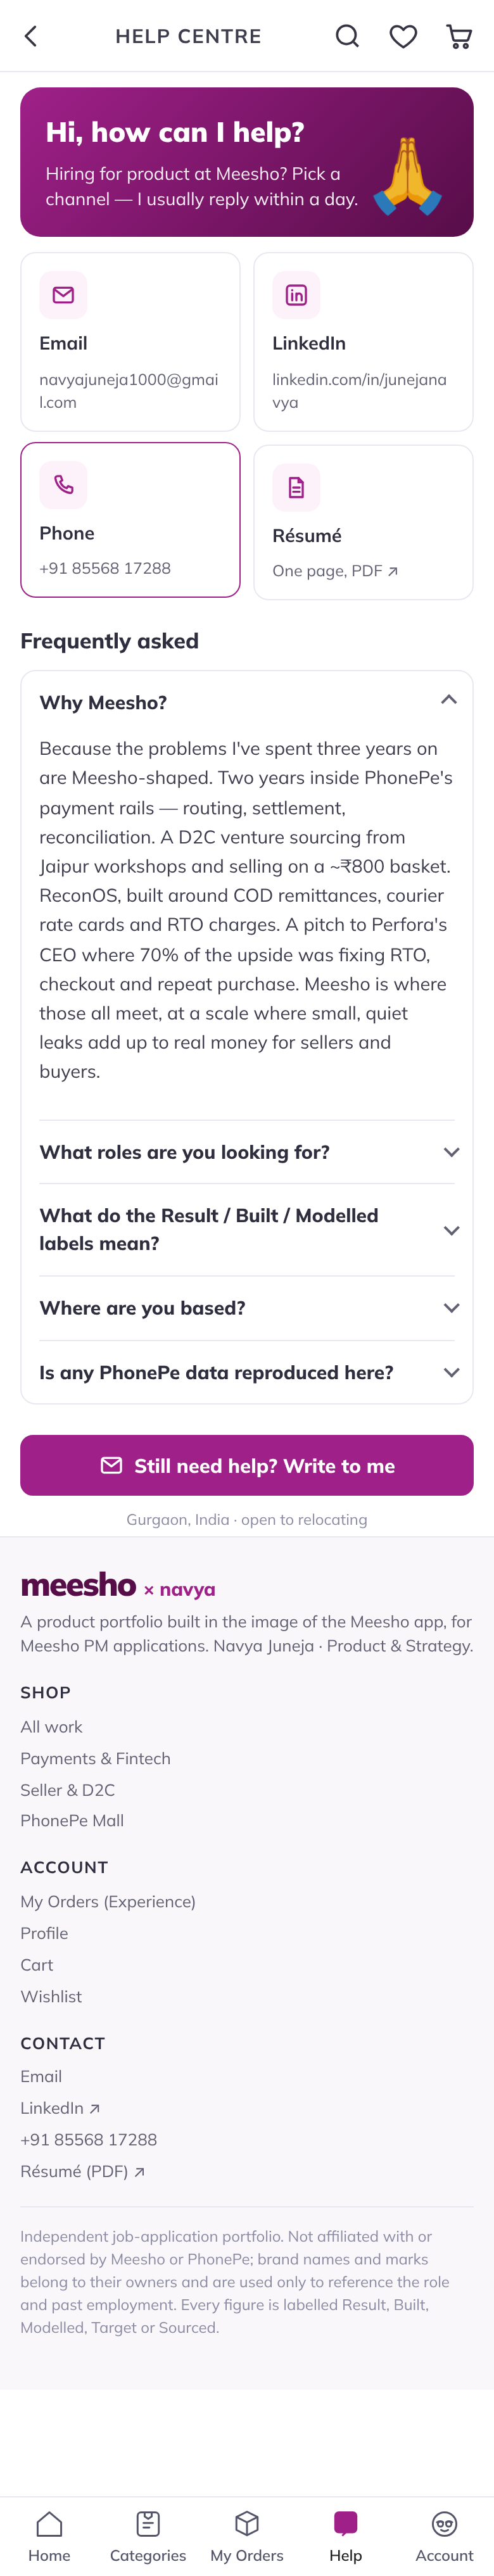 HELP CENTRE
Hi, how can I help?
Hiring for product at Meesho? Pick a
channel — I usually reply within a day.
Email
navyajuneja1000@gmai
l.com
LinkedIn
linkedin.com/in/junejana
vya
Phone
+91 85568 17288
Résumé
One page, PDF ↗
Frequently asked
Why Meesho?
Because the problems I've spent three years on
are Meesho-shaped. Two years inside PhonePe's
payment rails — routing, settlement,
reconciliation. A D2C venture sourcing from
Jaipur workshops and selling on a ~₹800 basket.
ReconOS, built around COD remittances, courier
rate cards and RTO charges. A pitch to Perfora's
CEO where 70% of the upside was fixing RTO,
checkout and repeat purchase. Meesho is where
those all meet, at a scale where small, quiet
leaks add up to real money for sellers and
buyers.
What roles are you looking for?
What do the Result / Built / Modelled
labels mean?
Where are you based?
Is any PhonePe data reproduced here?
Still need help? Write to me
Gurgaon, India · open to relocating
meesho × navya
A product portfolio built in the image of the Meesho app, for
Meesho PM applications. Navya Juneja · Product & Strategy.
SHOP
All work
Payments & Fintech
Seller & D2C
PhonePe Mall
ACCOUNT
My Orders (Experience)
Profile
Cart
Wishlist
CONTACT
Email
LinkedIn ↗
+91 85568 17288
Résumé (PDF) ↗
Independent job-application portfolio. Not affiliated with or
endorsed by Meesho or PhonePe; brand names and marks
belong to their owners and are used only to reference the role
and past employment. Every figure is labelled Result, Built,
Modelled, Target or Sourced.
Home
Categories
My Orders
Help
Account